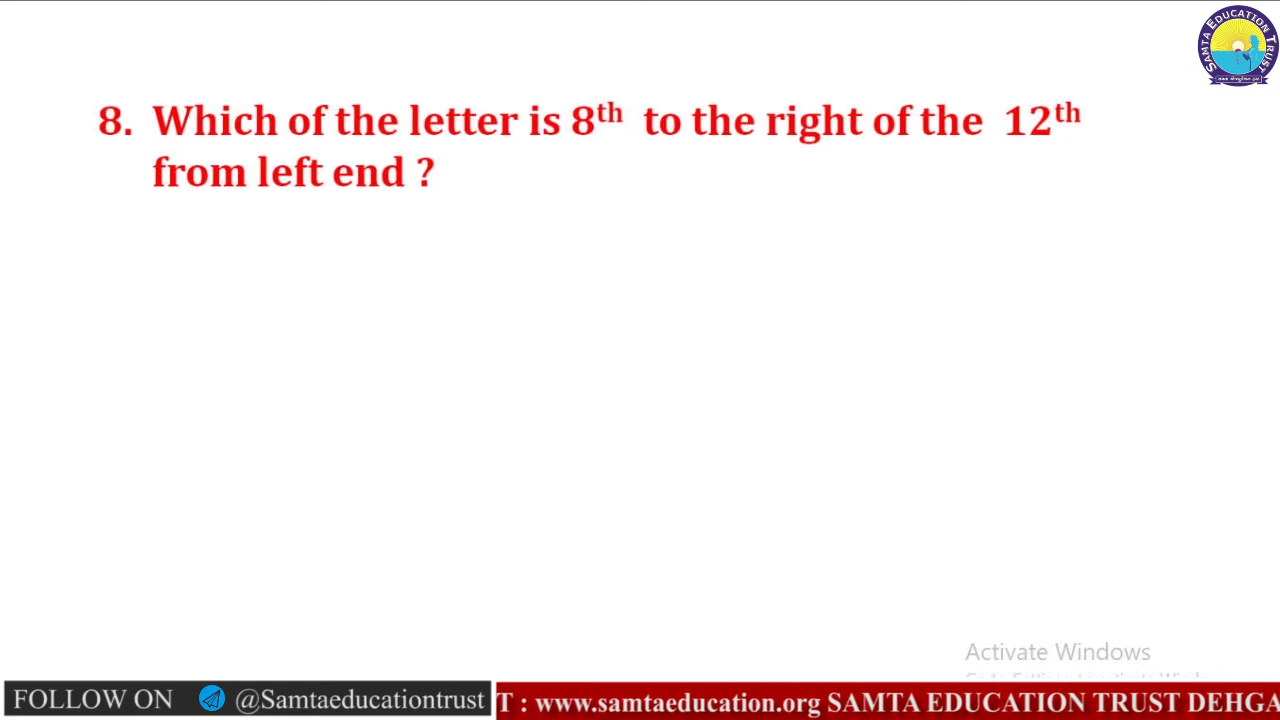 SAMTA EDUCATION TRUST
8. Which of the letter is 8th to the right of the 12th
from left end ?
Activate Windows
FOLLOW ON @Samtaeducationtrust T : www.samtaeducation.org SAMTA EDUCATION TRUST DEHGA